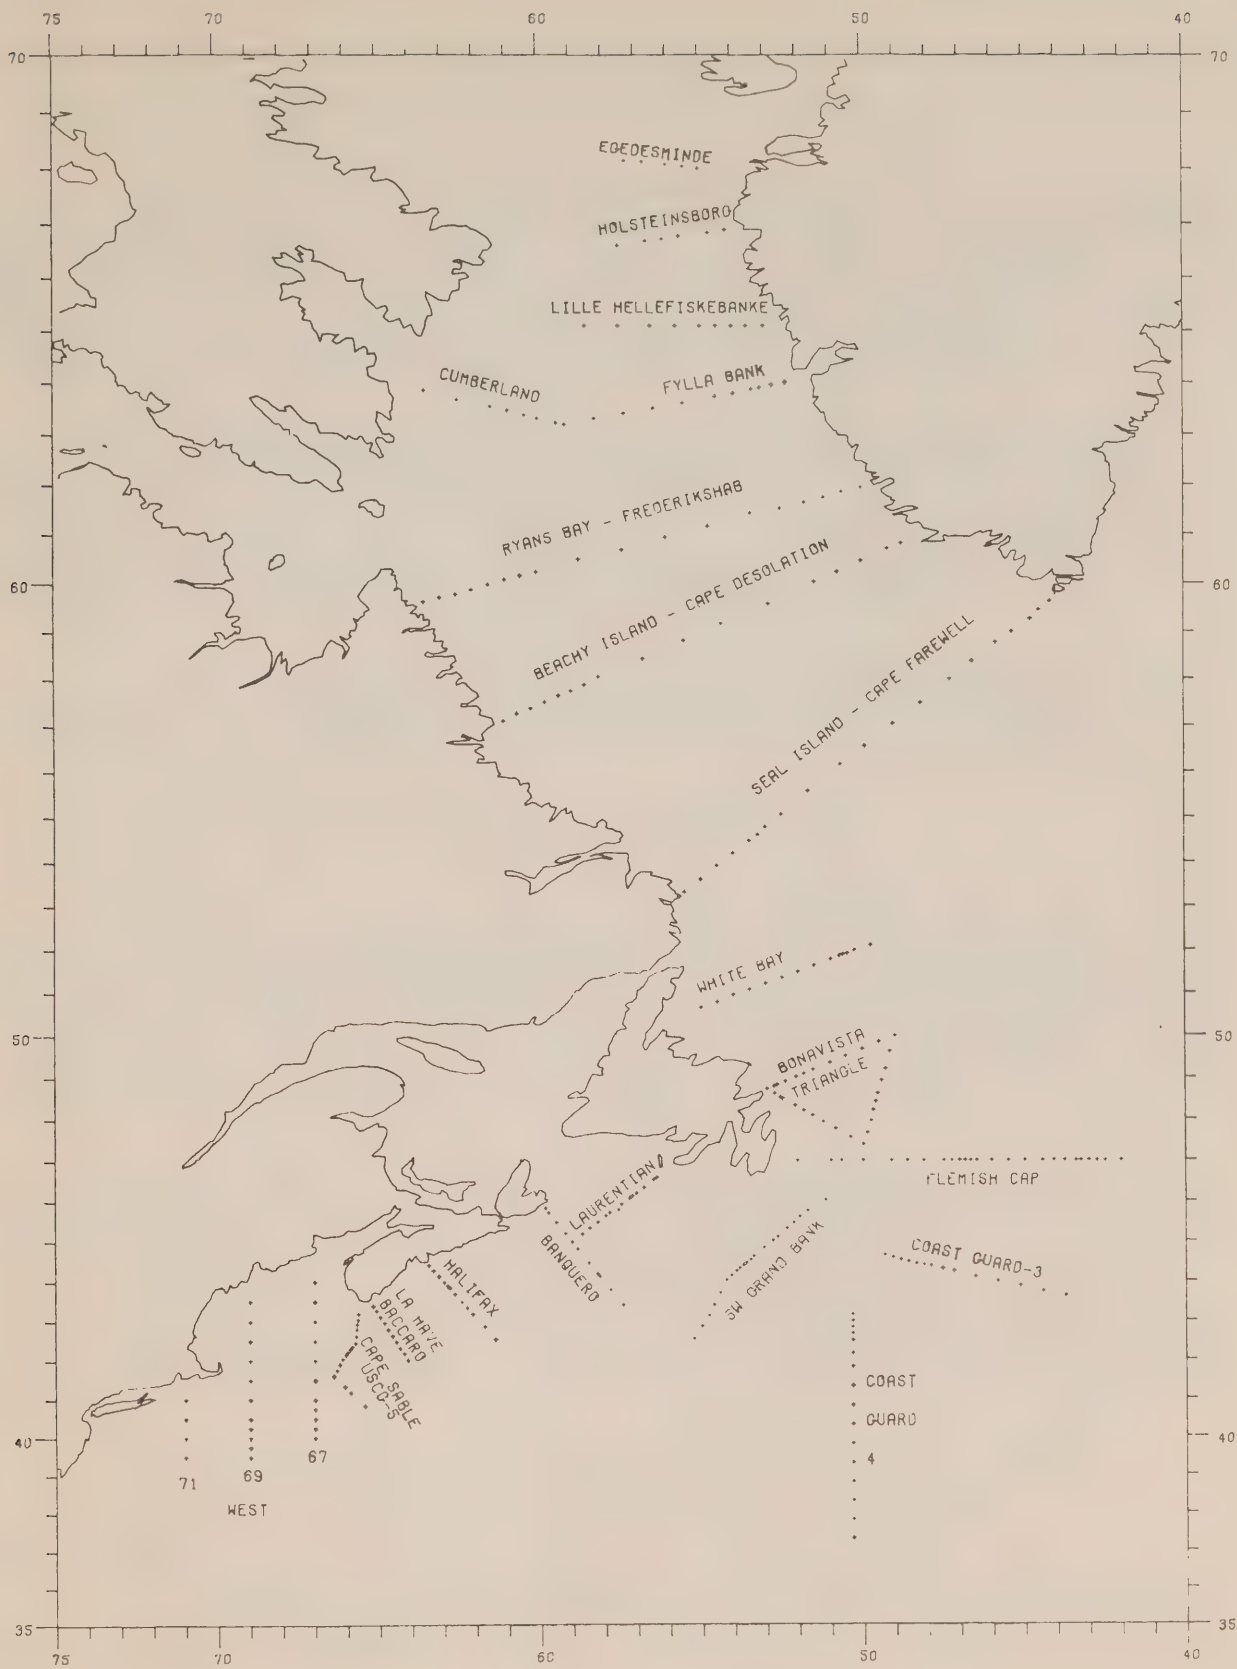 75 70 60 50 40
70 70
EGEDESMINDE
HOLSTEINSBORG
LILLE HELLEFISKEBANKE
CUMBERLAND
FYLLA BANK
RYANS BAY - FREDERIKSHAB
BEACHY ISLAND - CAPE DESOLATION
60 60
SEAL ISLAND - CAPE FAREWELL
WHITE BAY
50 50
BONAVISTA
TRIANGLE
FLEMISH CAP
LAURENTIAN
BANQUERO
SW GRAND BANK
COAST GUARD-3
HALIFAX
LA HAVE
BACCARO
CAPE SABLE
USCG-5
COAST
GUARD
4
40 40
71 69 67
WEST
35 35
75 70 60 50 40